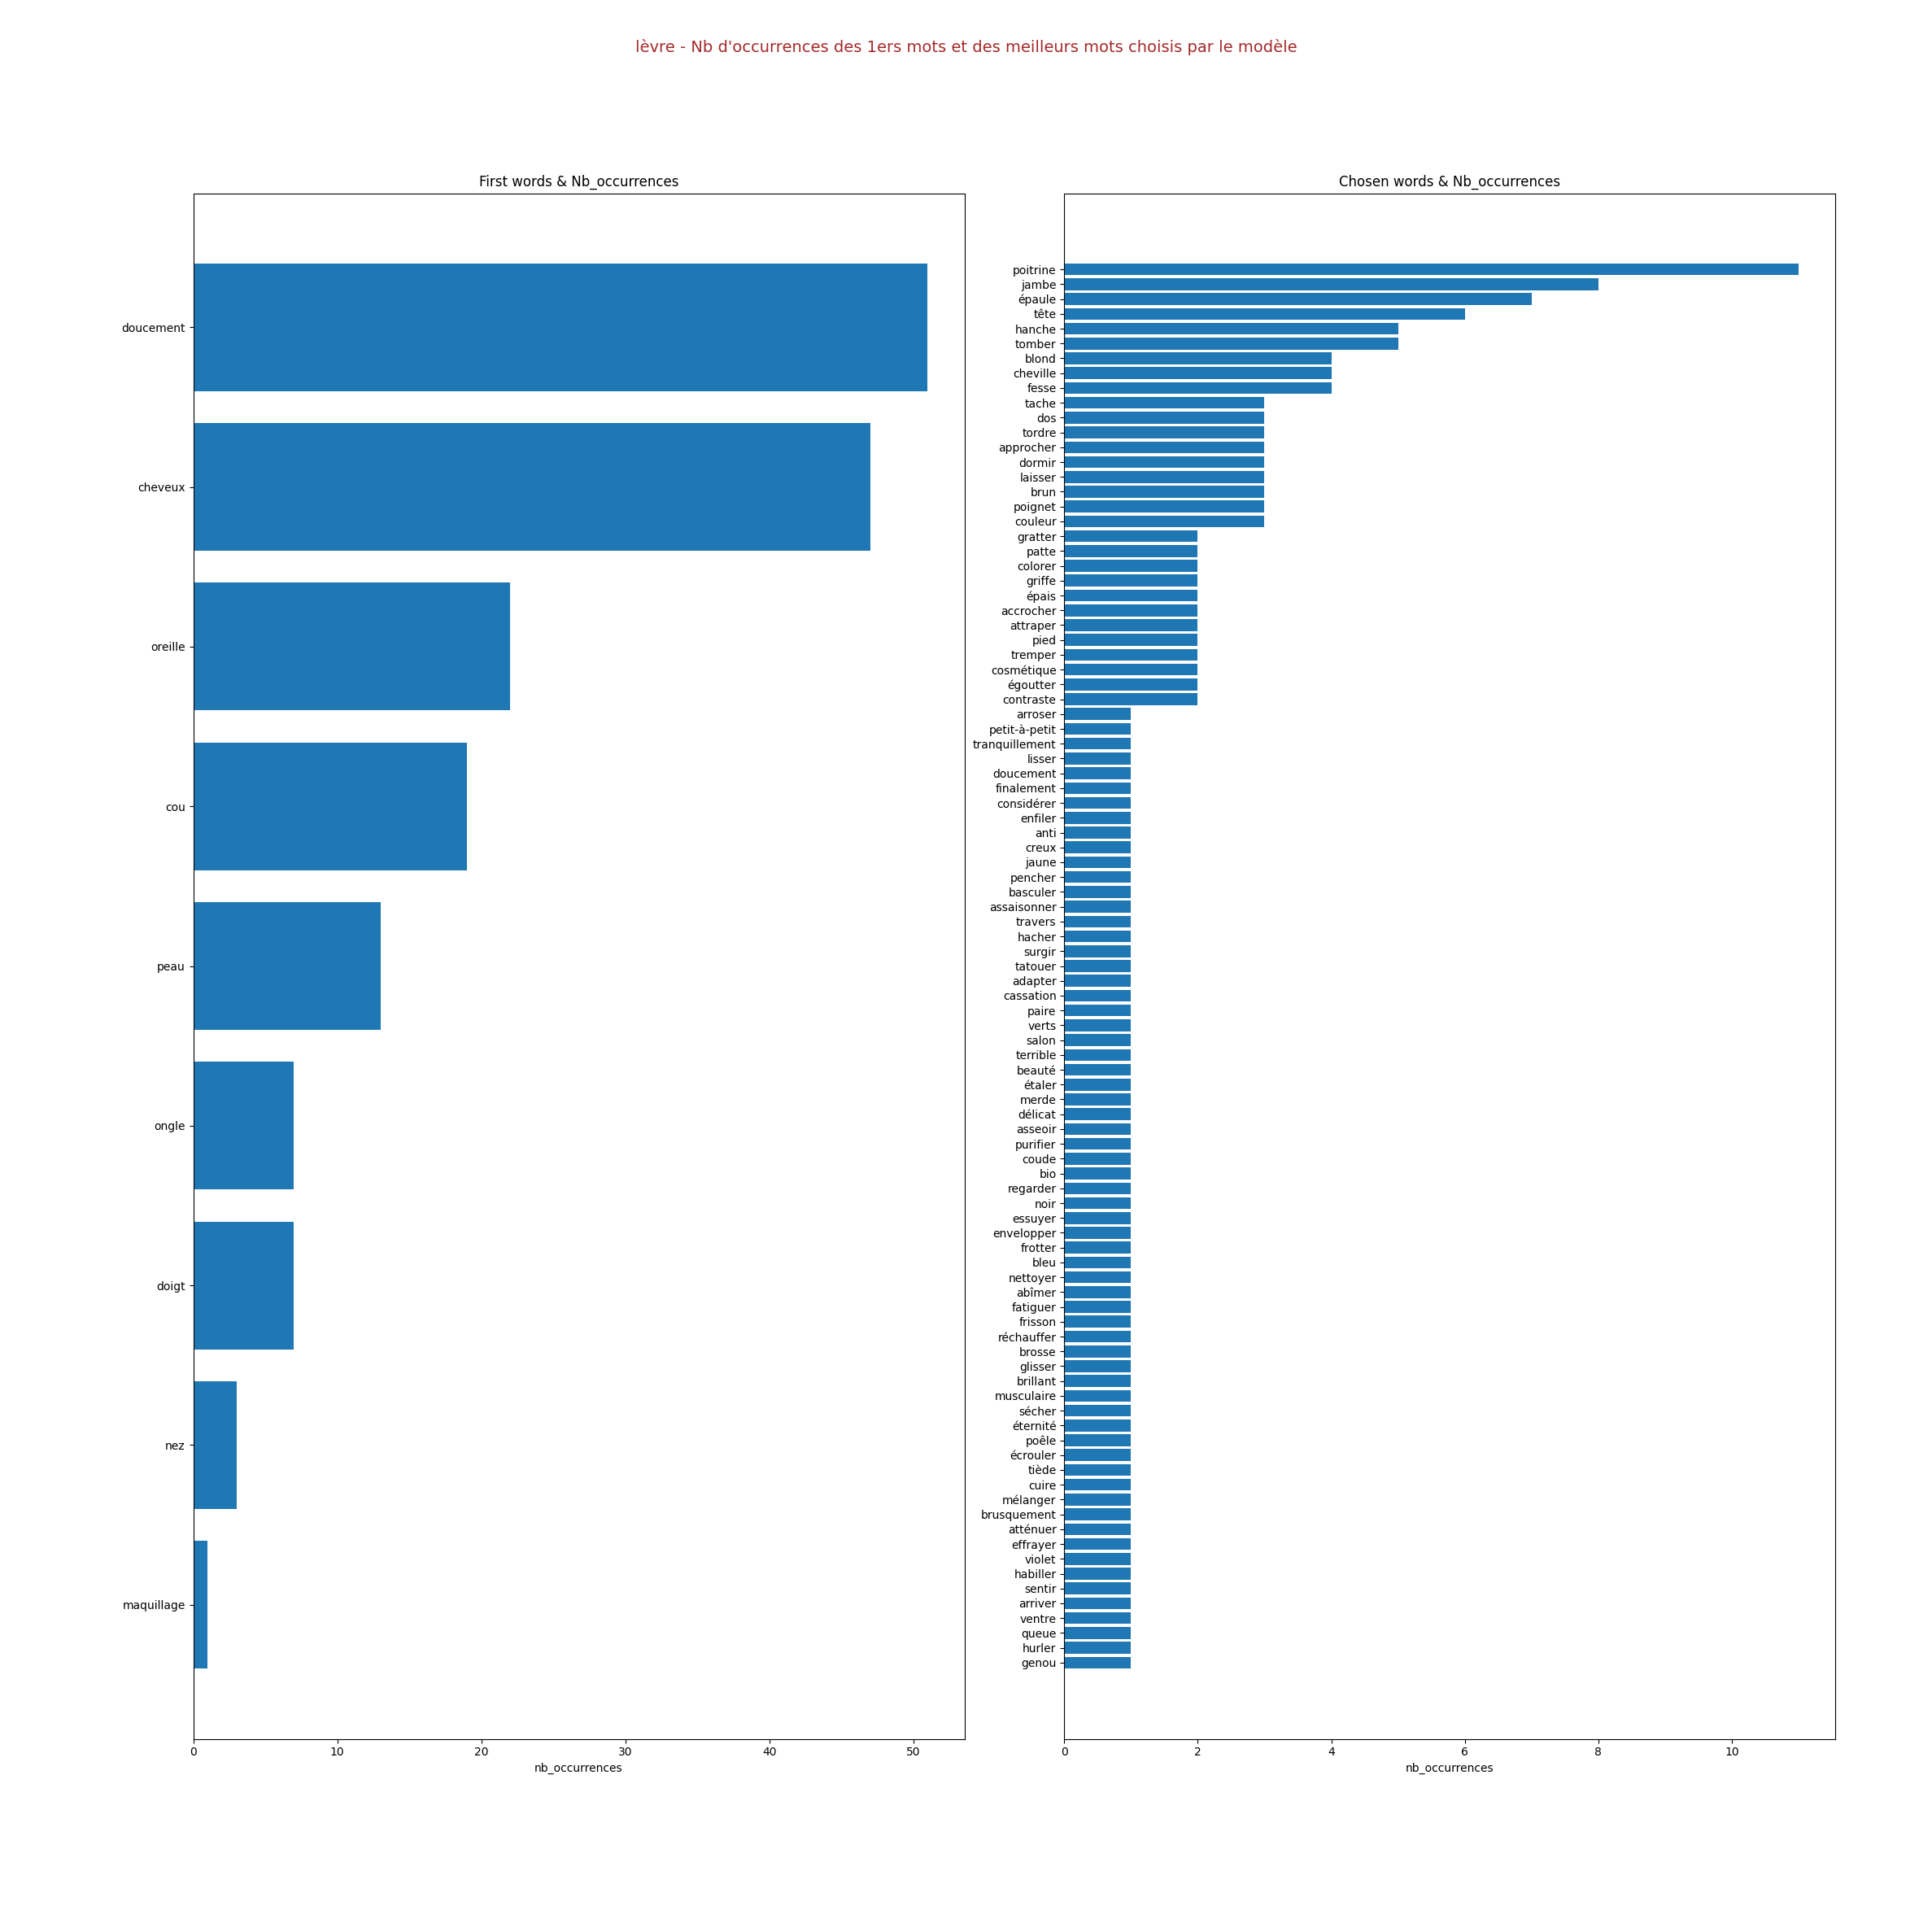 lèvre - Nb d'occurrences des 1ers mots et des meilleurs mots choisis par le modèle
First words & Nb_occurrences
doucement
cheveux
oreille
cou
peau
ongle
doigt
nez
maquillage
0 10 20 30 40 50
nb_occurrences
Chosen words & Nb_occurrences
poitrine
jambe
épaule
tête
hanche
tomber
blond
cheville
fesse
tache
dos
tordre
approcher
dormir
laisser
brun
poignet
couleur
gratter
patte
colorer
griffe
épais
accrocher
attraper
pied
tremper
cosmétique
égoutter
contraste
arroser
petit-à-petit
tranquillement
lisser
doucement
finalement
considérer
enfiler
anti
creux
jaune
pencher
basculer
assaisonner
travers
hacher
surgir
tatouer
adapter
cassation
paire
verts
salon
terrible
beauté
étaler
merde
délicat
asseoir
purifier
coude
bio
regarder
noir
essuyer
envelopper
frotter
bleu
nettoyer
abîmer
fatiguer
frisson
réchauffer
brosse
glisser
brillant
musculaire
sécher
éternité
poêle
écrouler
tiède
cuire
mélanger
brusquement
atténuer
effrayer
violet
habiller
sentir
arriver
ventre
queue
hurler
genou
0 2 4 6 8 10
nb_occurrences